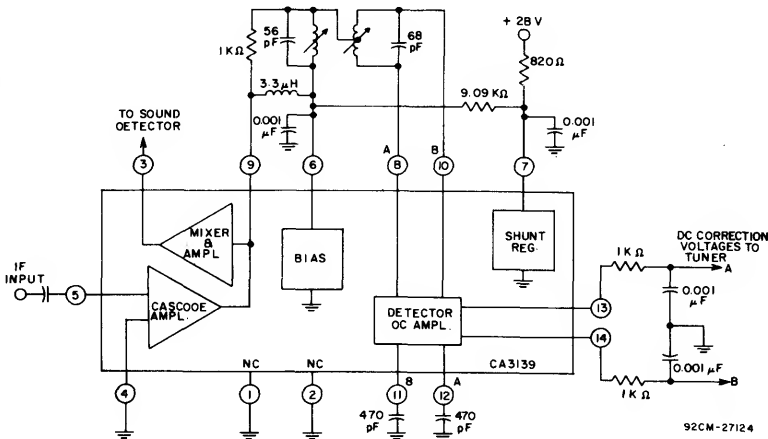 + 28 V
56
pF
68
pF
1KΩ
820Ω
3.3μH
9.09KΩ
TO SOUND
DETECTOR
0.001
μF
0.001
μF
A
B
3
9
6
8
10
7
MIXER
&
AMPL
BIAS
SHUNT
REG.
DC CORRECTION
VOLTAGES TO
TUNER
1KΩ
A
IF
INPUT
5
CASCODE
AMPL.
DETECTOR
DC AMPL.
13
0.001
μF
14
0.001 μF
NC
NC
CA3139
B
A
1KΩ
B
4
1
2
11
12
470
pF
470
pF
92CM-27124